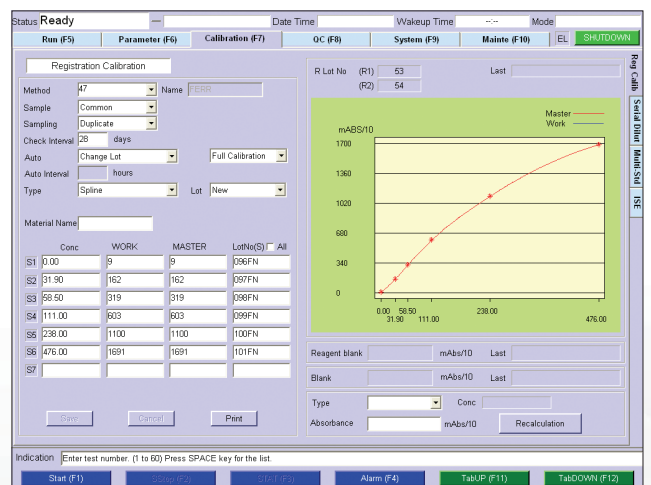 Status Ready — Date Time Wakeup Time --:-- Mode
Run (F5) Parameter (F6) Calibration (F7) QC (F8) System (F9) Mainte (F10) EL SHUTDOWN
Registration Calibration
Method 47 Name FERR
Sample Common
Sampling Duplicate
Check Interval 28 days
Auto Change Lot Full Calibration
Auto Interval hours
Type Spline Lot New
Material Name
Conc WORK MASTER LotNo(S) All
S1 0.00 9 9 096FN
S2 31.90 162 162 097FN
S3 58.50 319 319 098FN
S4 111.00 603 603 099FN
S5 238.00 1100 1100 100FN
S6 476.00 1691 1691 101FN
S7
Save Cancel Print
R Lot No (R1) 53 Last
(R2) 54
Master
Work
mABS/10
1700
1360
1020
680
340
0
0.00 58.50 238.00 476.00
31.90 111.00
Reagent blank mAbs/10 Last
Blank mAbs/10 Last
Type Conc
Absorbance mAbs/10 Recalculation
Reg Calib
Serial Dilut
Multi-Std
ISE
Indication Enter test number. (1 to 60) Press SPACE key for the list.
Start (F1) SStop (F2) STAT (F3) Alarm (F4) TabUP (F11) TabDOWN (F12)